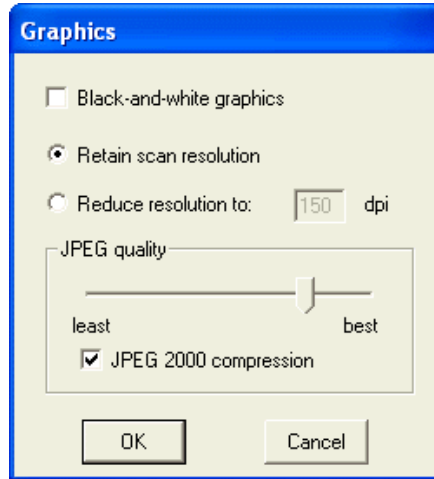 Graphics
Black-and-white graphics
Retain scan resolution
Reduce resolution to: 150 dpi
JPEG quality
least best
JPEG 2000 compression
OK Cancel